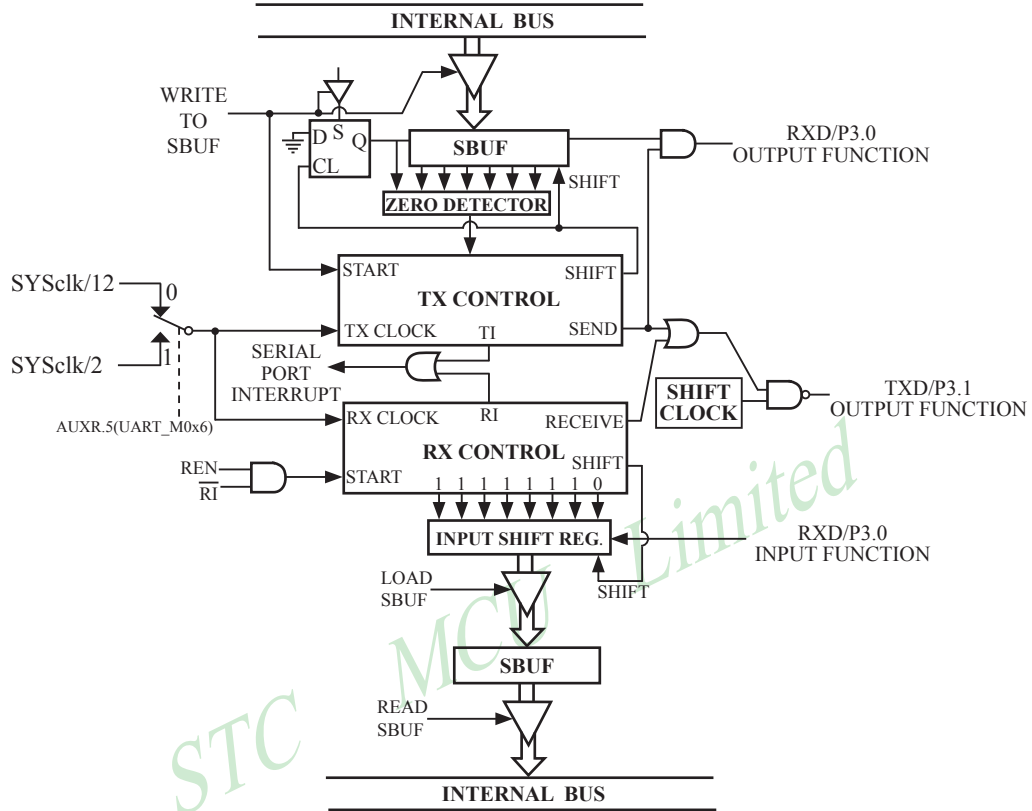 INTERNAL BUS
WRITE
TO
SBUF
D
S
Q
CL
SBUF
SHIFT
ZERO DETECTOR
RXD/P3.0
OUTPUT FUNCTION
START
SHIFT
TX CONTROL
TX CLOCK
TI
SEND
SYSclk/12
0
1
SYSclk/2
AUXR.5(UART_M0x6)
SERIAL
PORT
INTERRUPT
SHIFT
CLOCK
TXD/P3.1
OUTPUT FUNCTION
RX CLOCK
RI
RECEIVE
RX CONTROL
SHIFT
START
1 1 1 1 1 1 1 0
REN
RI
INPUT SHIFT REG.
RXD/P3.0
INPUT FUNCTION
LOAD
SBUF
SHIFT
SBUF
READ
SBUF
INTERNAL BUS
STC MCU Limited